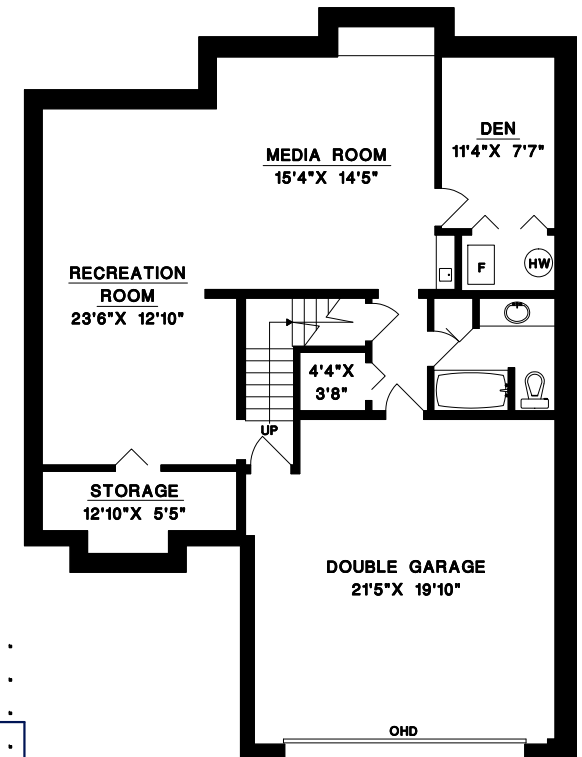 DEN
11'4"X 7'7"
MEDIA ROOM
15'4"X 14'5"
F
HW
RECREATION
ROOM
23'6"X 12'10"
4'4"X
3'8"
UP
STORAGE
12'10"X 5'5"
DOUBLE GARAGE
21'5"X 19'10"
OHD